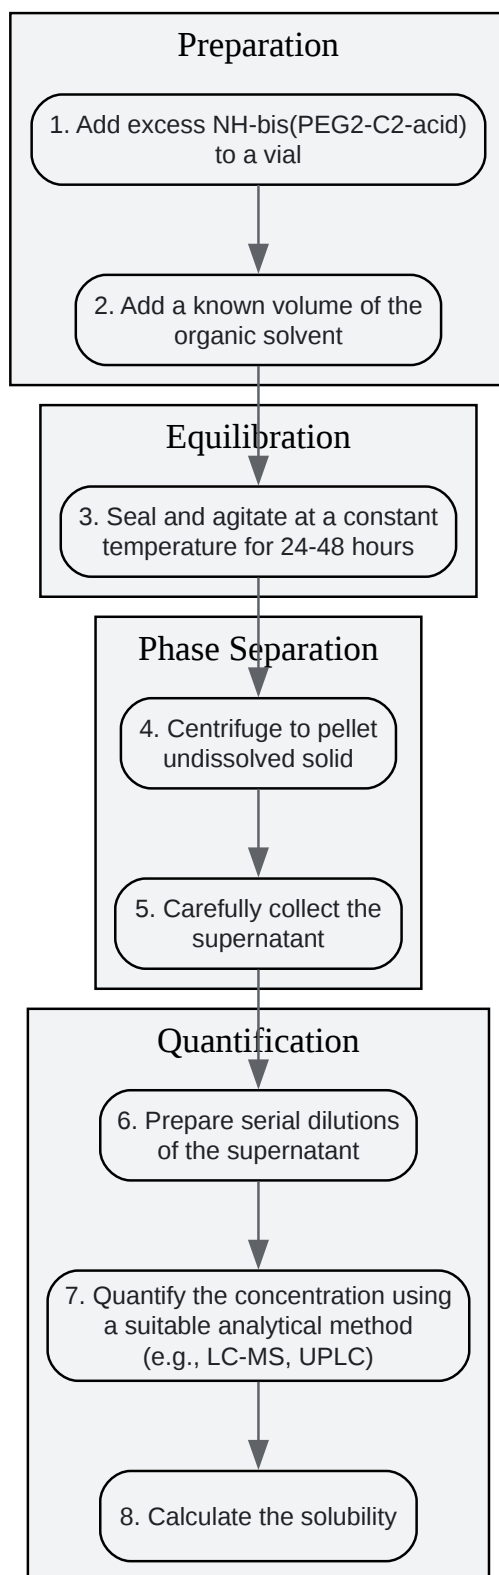 Preparation
1. Add excess NH-bis(PEG2-C2-acid)
to a vial
2. Add a known volume of the
organic solvent
Equilibration
3. Seal and agitate at a constant
temperature for 24-48 hours
Phase Separation
4. Centrifuge to pellet
undissolved solid
5. Carefully collect the
supernatant
Quantification
6. Prepare serial dilutions
of the supernatant
7. Quantify the concentration using
a suitable analytical method
(e.g., LC-MS, UPLC)
8. Calculate the solubility